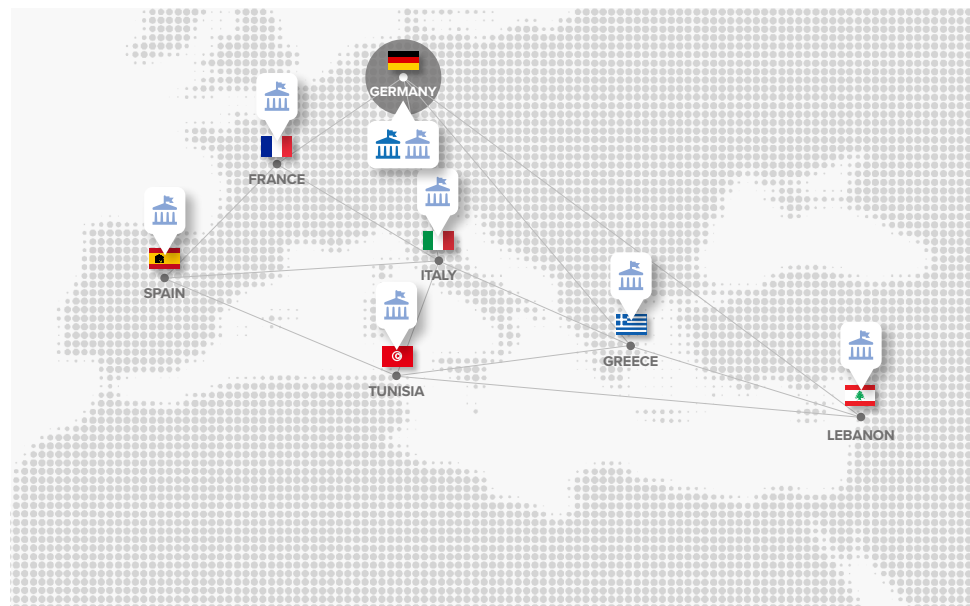 GERMANY
FRANCE
ITALY
SPAIN
GREECE
TUNISIA
LEBANON